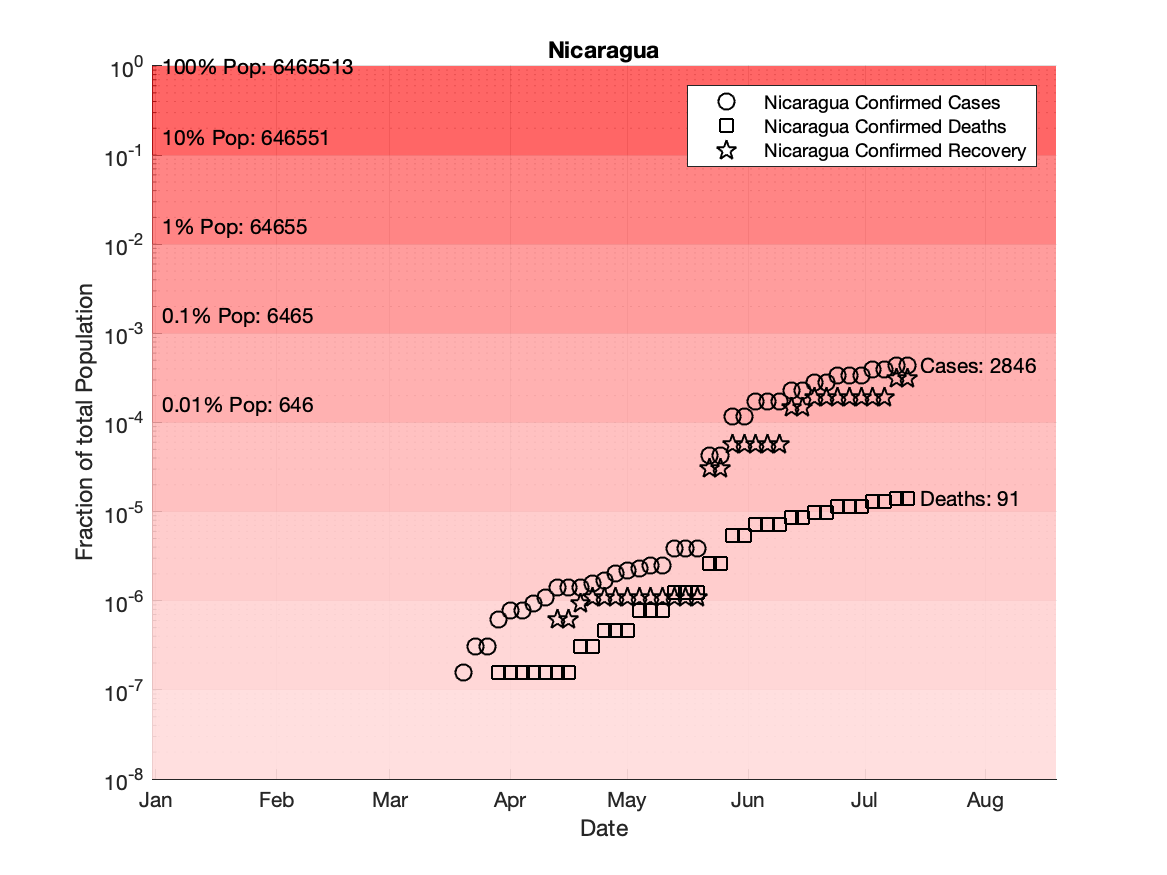 Nicaragua
10^0
100% Pop: 6465513
Nicaragua Confirmed Cases
Nicaragua Confirmed Deaths
Nicaragua Confirmed Recovery
10% Pop: 646551
10^-1
1% Pop: 64655
10^-2
0.1% Pop: 6465
10^-3
Cases: 2846
0.01% Pop: 646
10^-4
Deaths: 91
10^-5
10^-6
10^-7
10^-8
Fraction of total Population
Jan Feb Mar Apr May Jun Jul Aug
Date